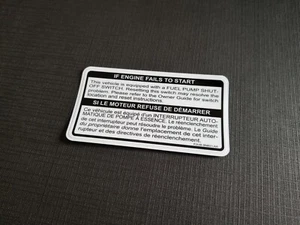 IF ENGINE FAILS TO START
This vehicle is equipped with a FUEL PUMP SHUT-
OFF SWITCH. Resetting this switch may resolve the
problem. Please refer to the Owner Guide for switch
location and reset instructions.
SI LE MOTEUR REFUSE DE DÉMARRER
Ce véhicule est équipé d'un INTERRUPTEUR AUTO-
MATIQUE DE POMPE À ESSENCE. Le réenclenchement
de cet interrupteur peut résoudre le problème. Le Guide
du propriétaire donne l'emplacement de cet inter-
rupteur et des directives de réenclenchement.